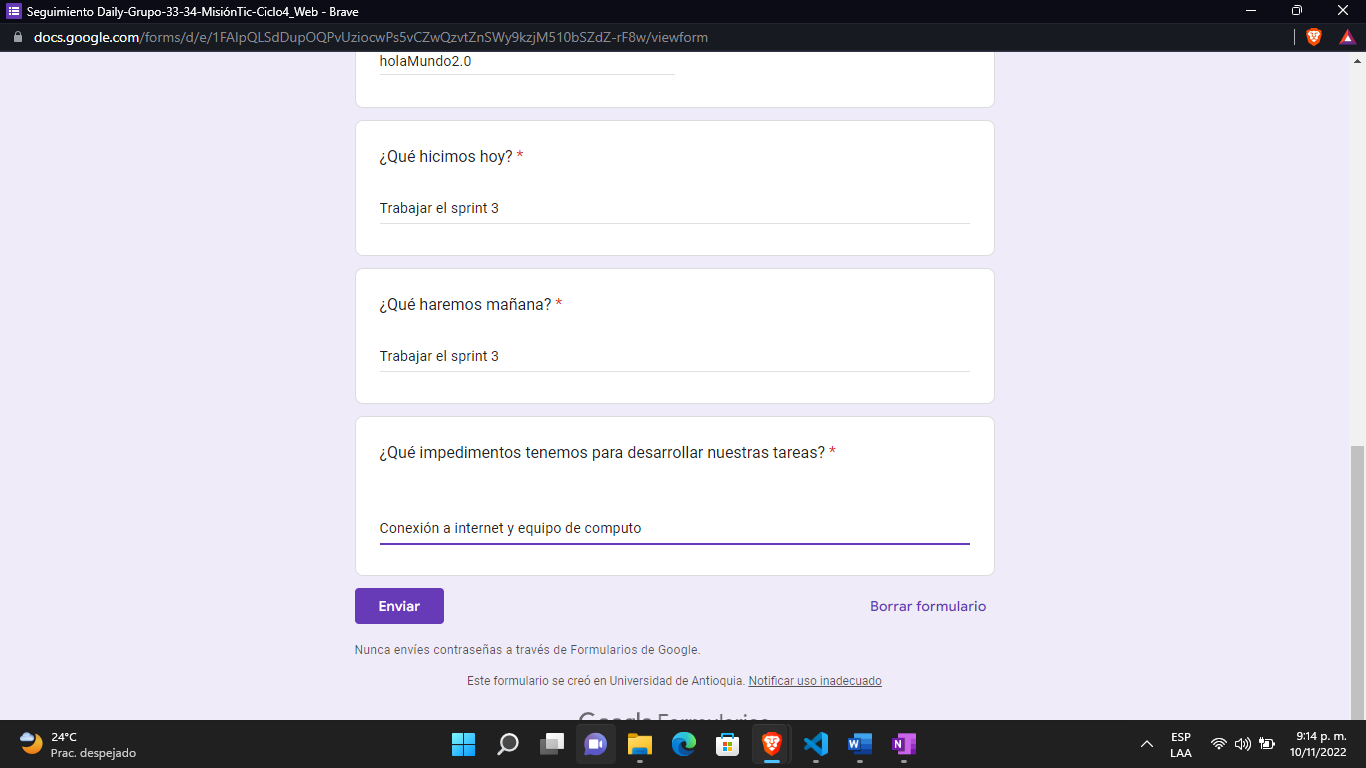 Seguimiento Daily-Grupo-33-34-MisiónTic-Ciclo4_Web - Brave
docs.google.com/forms/d/e/1FAIpQLSdDupOQPvUziocwPs5vCZwQzvtZnSWy9kzjM510bSZdZ-rF8w/viewform
holaMundo2.0
¿Qué hicimos hoy? *
Trabajar el sprint 3
¿Qué haremos mañana? *
Trabajar el sprint 3
¿Qué impedimentos tenemos para desarrollar nuestras tareas? *
Conexión a internet y equipo de computo
Enviar
Borrar formulario
Nunca envíes contraseñas a través de Formularios de Google.
Este formulario se creó en Universidad de Antioquia. Notificar uso inadecuado
Google Formularios
24°C
Prac. despejado
ESP
LAA
9:14 p. m.
10/11/2022